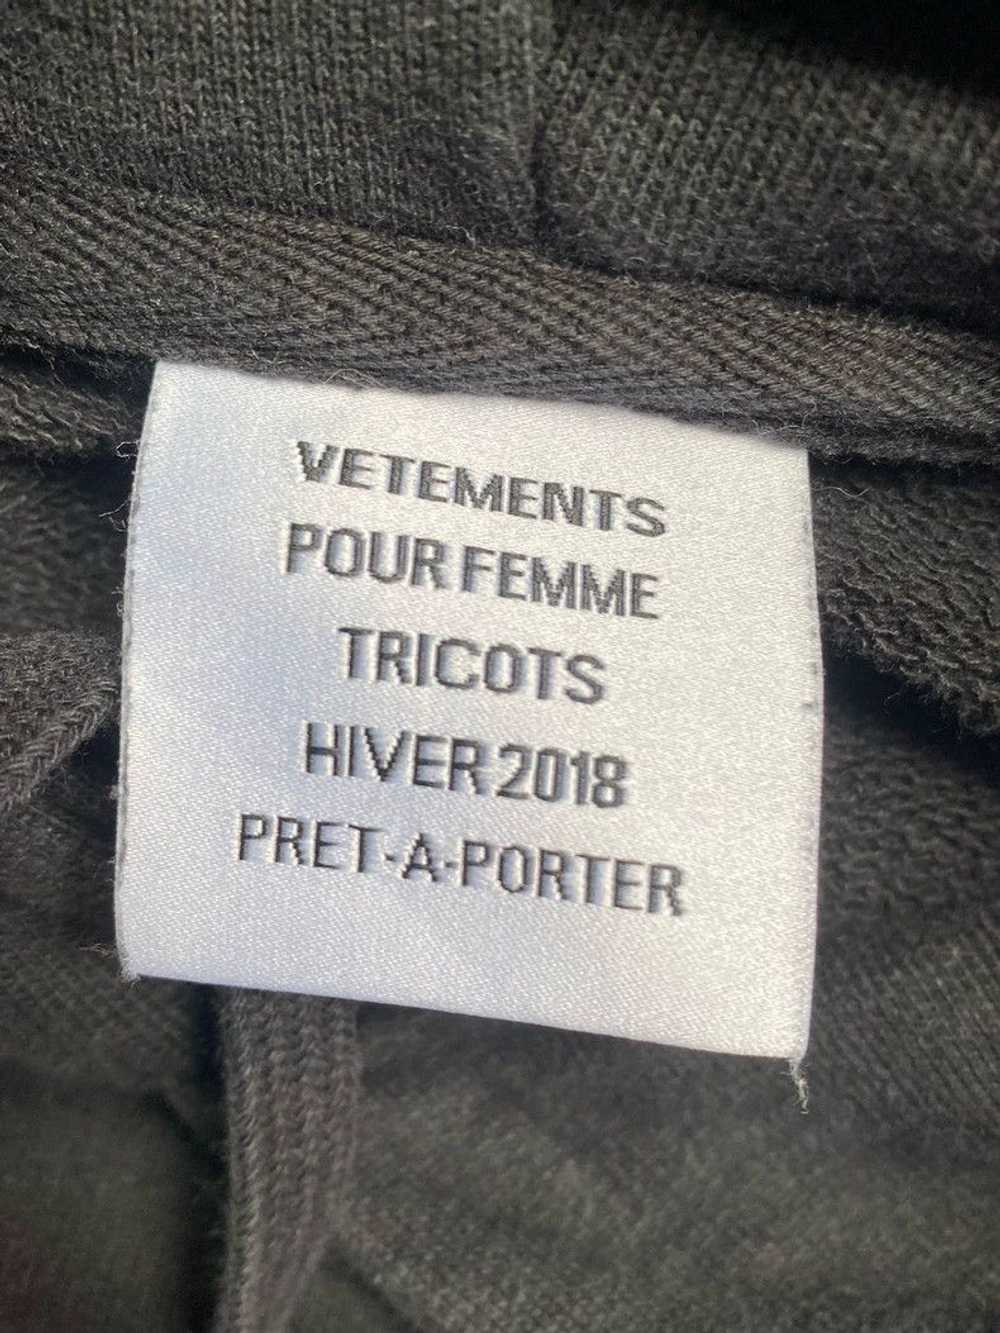 VETEMENTS
POUR FEMME
TRICOTS
HIVER 2018
PRET-A-PORTER